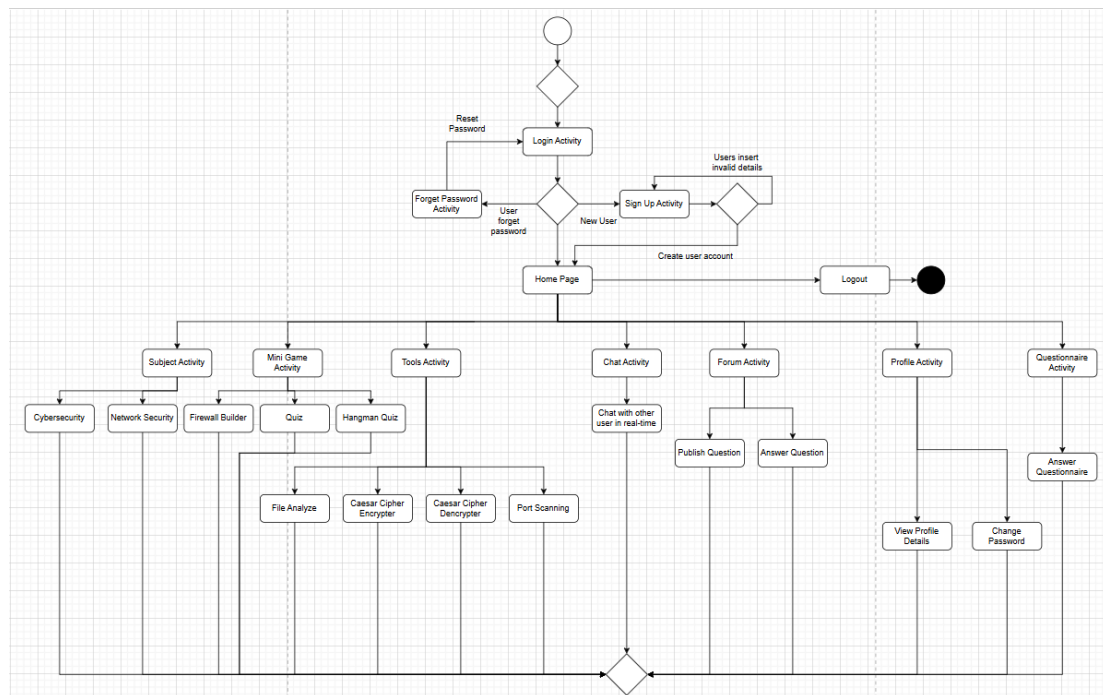 Reset
Password
Login Activity
Users insert
invalid details
Forget Password
Activity
User
forget
password
New User
Sign Up Activity
Create user account
Home Page
Logout
Subject Activity
Mini Game
Activity
Tools Activity
Chat Activity
Forum Activity
Profile Activity
Questionnaire
Activity
Cybersecurity
Network Security
Firewall Builder
Quiz
Hangman Quiz
Chat with other
user in real-time
Publish Question
Answer Question
Answer
Questionnaire
File Analyze
Caesar Cipher
Encrypter
Caesar Cipher
Dencrypter
Port Scanning
View Profile
Details
Change
Password